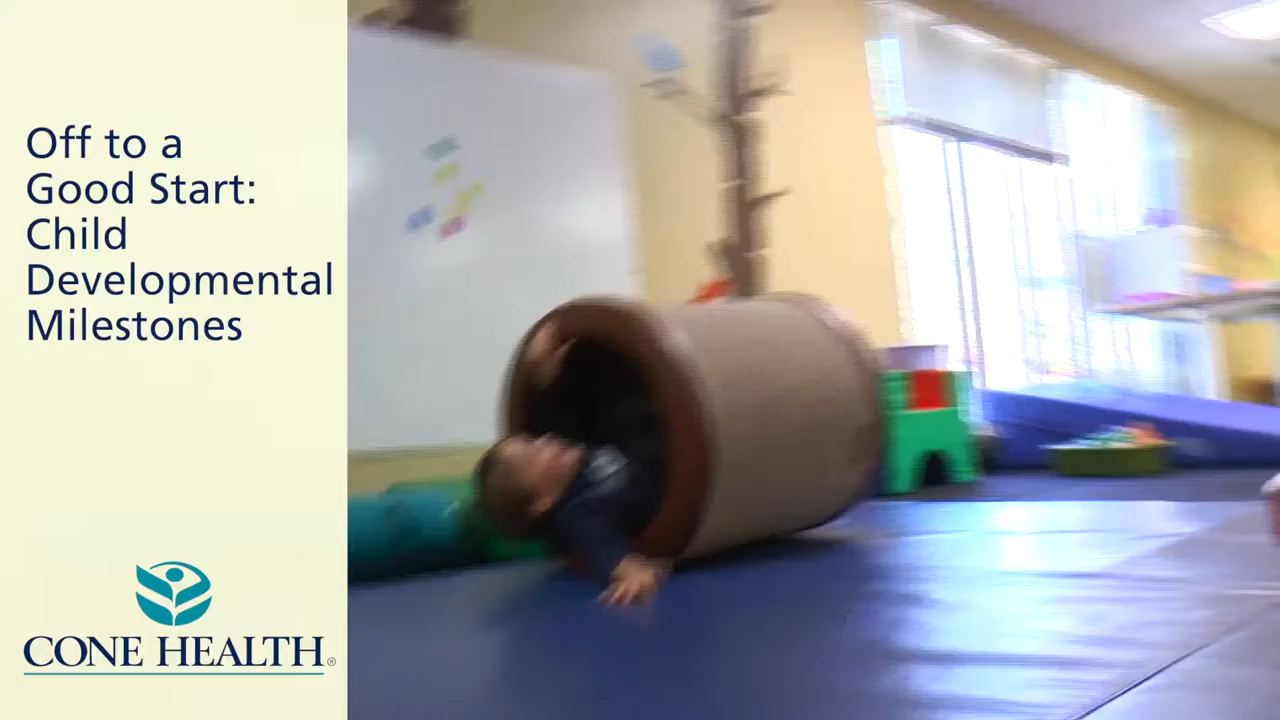 Off to a
Good Start:
Child
Developmental
Milestones
CONE HEALTH®